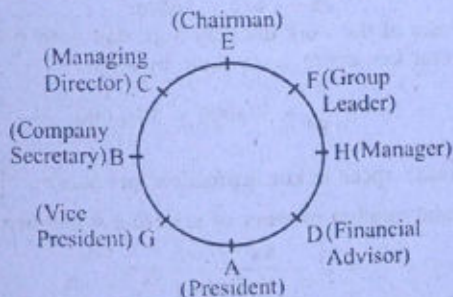 (Chairman)
E
(Managing
Director) C
F(Group
Leader)
(Company
Secretary) B
H(Manager)
(Vice
President) G
D(Financial
Advisor)
A
(President)